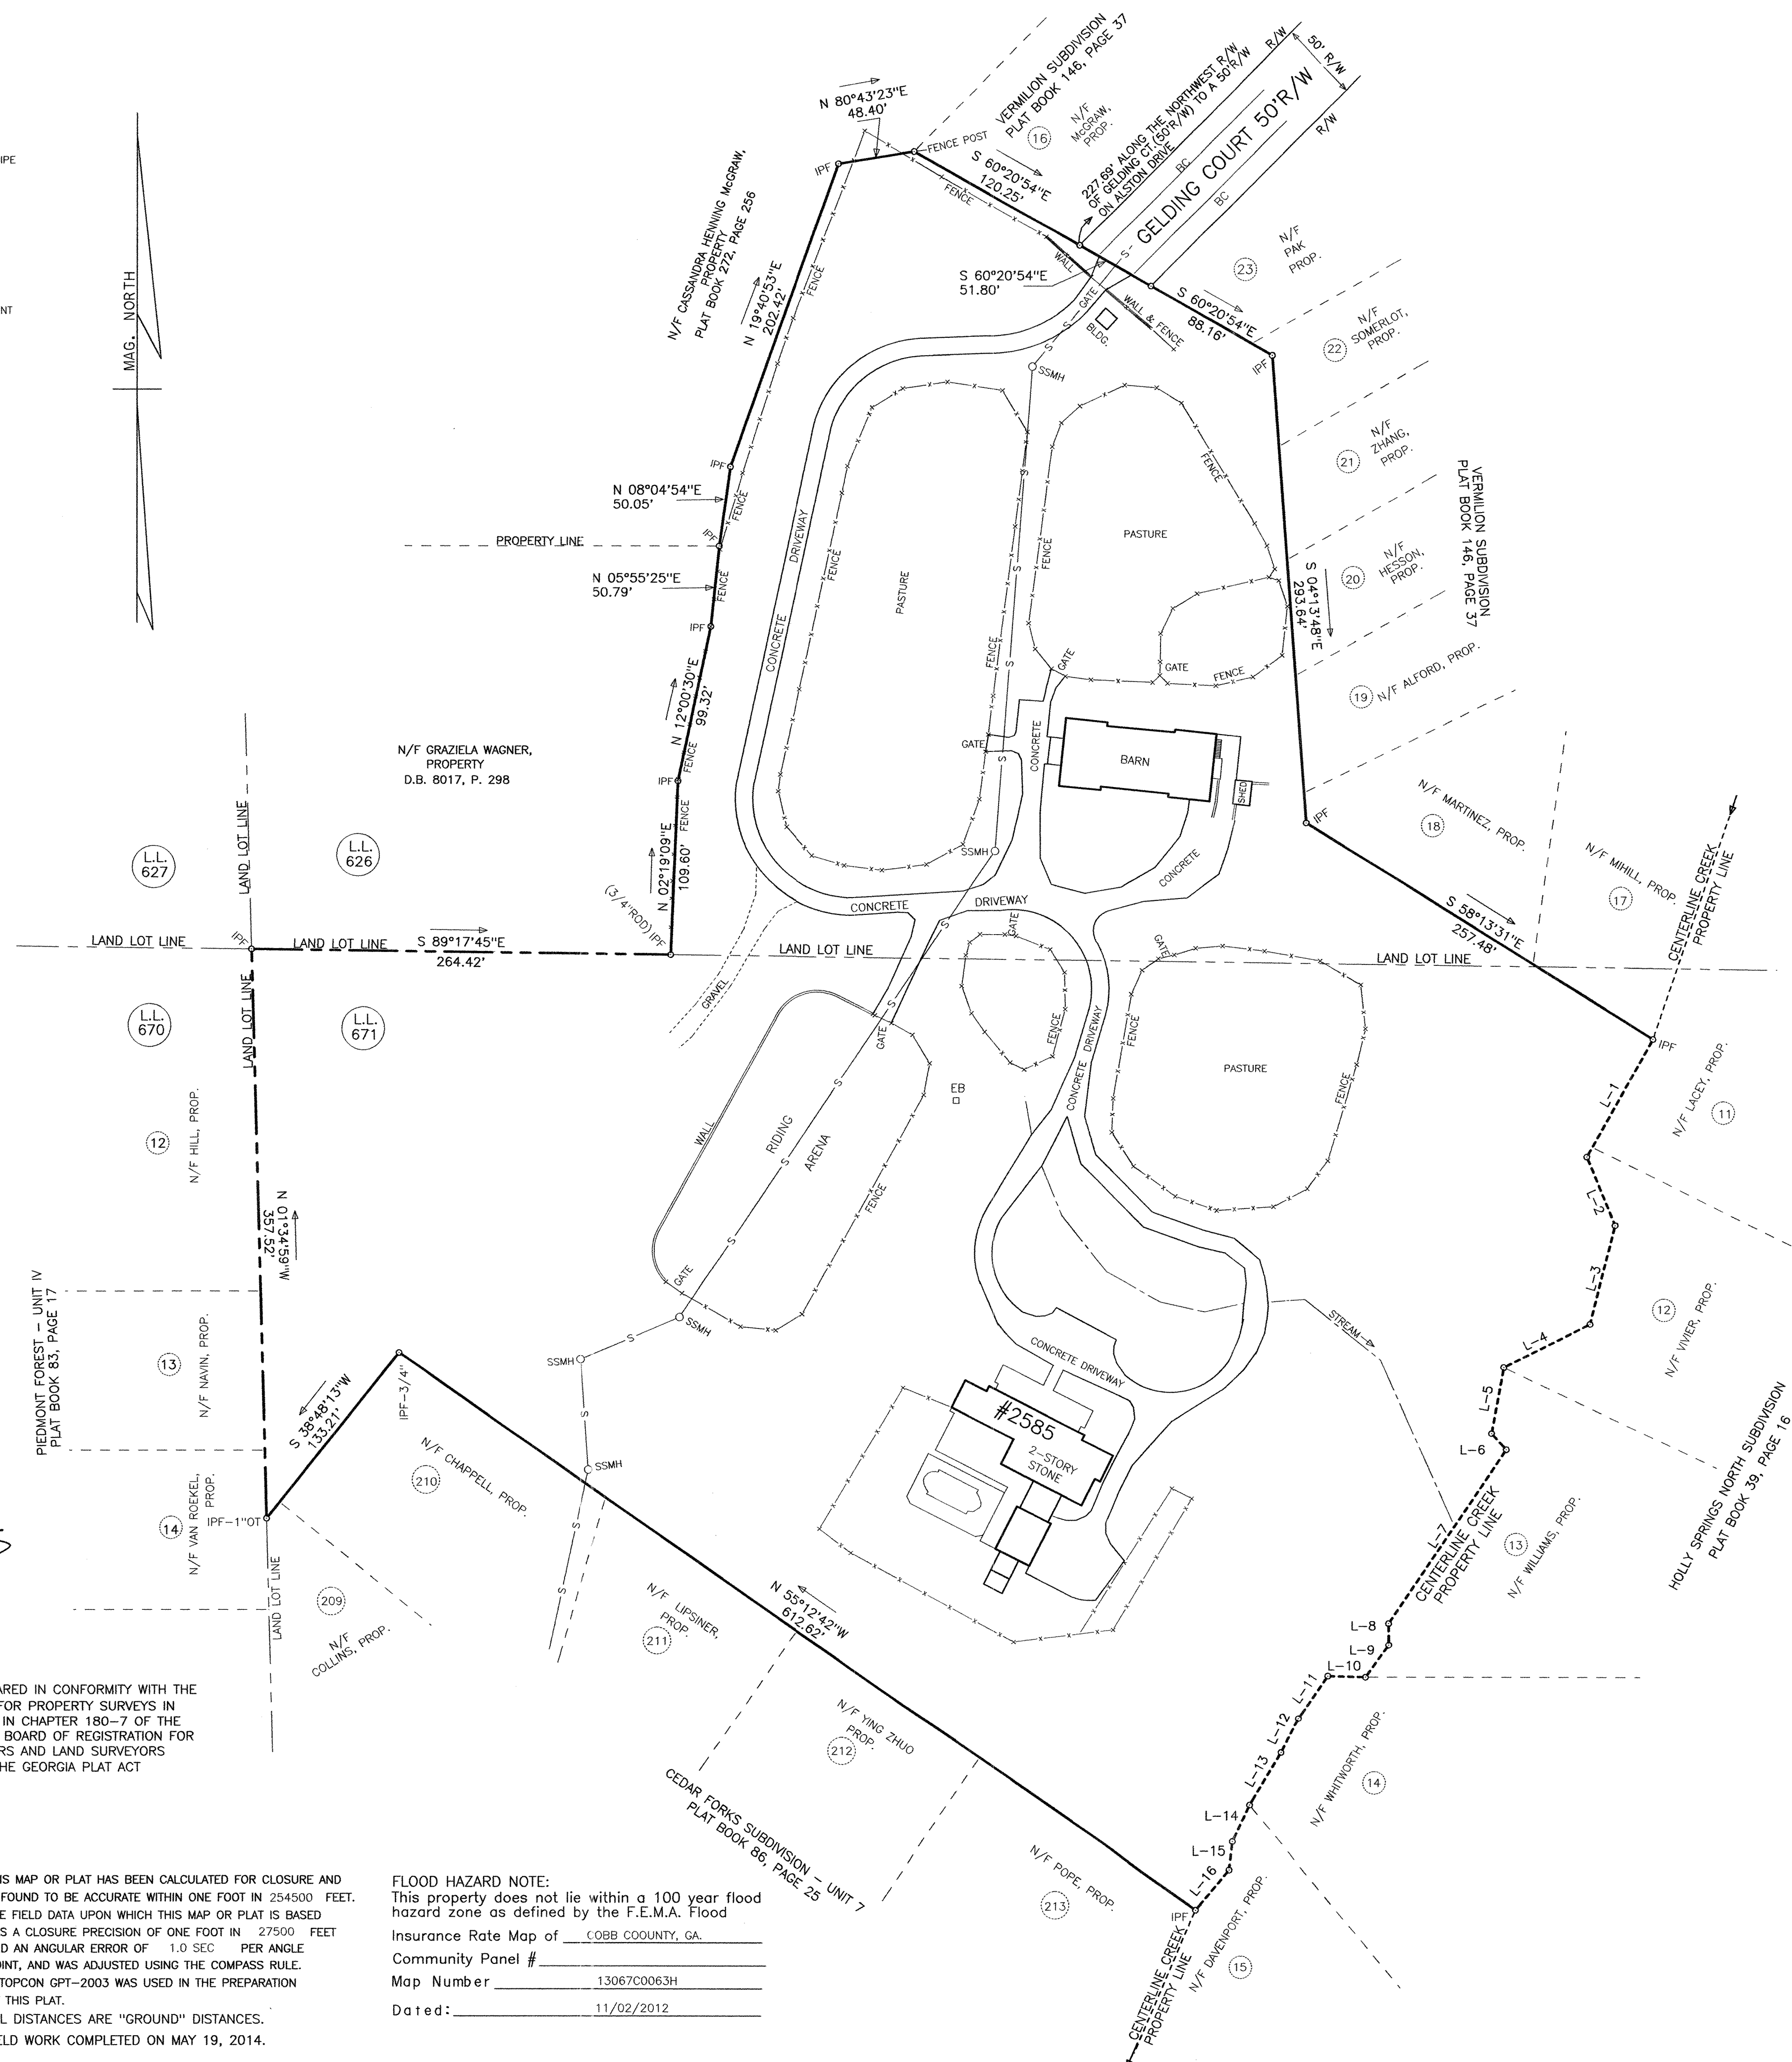 IPE
NT
MAG. NORTH
N 80°43'23"E
48.40'
VERMILION SUBDIVISION
PLAT BOOK 146, PAGE 37
16
N/F
McGRAW,
PROP.
227.69' ALONG THE NORTHWEST R/W
OF GELDING CT.(50'R/W) TO A 50'R/W
ON ALSTON DRIVE
R/W
50' R/W
BC
GELDING COURT 50'R/W
BC
R/W
IPF
FENCE POST
S 60°20'54"E
120.25'
FENCE
WALL
N/F CASSANDRA HENNING McGRAW,
PROPERTY
PLAT BOOK 272, PAGE 256
N 19°40'53"E
202.42'
FENCE
S 60°20'54"E
51.80'
S
GATE
WALL & FENCE
BLDG.
S 60°20'54"E
88.16'
IPF
23
N/F
PAK
PROP.
22
N/F
SOMERLOT,
PROP.
21
N/F
ZHANG,
PROP.
20
N/F
HESSON,
PROP.
19
N/F ALFORD, PROP.
VERMILION SUBDIVISION
PLAT BOOK 146, PAGE 37
S 04°13'48"E
293.64'
SSMH
IPF
N 08°04'54"E
50.05'
FENCE
PROPERTY LINE
IPF
N 05°55'25"E
50.79'
FENCE
IPF
N 12°00'30"E
99.32'
FENCE
IPF
N 02°19'09"E
109.60'
FENCE
(3/4"ROD) IPF
CONCRETE
DRIVEWAY
FENCE
PASTURE
FENCE
S
S
S
FENCE
PASTURE
FENCE
GATE
GATE
FENCE
GATE
CONCRETE
BARN
SHED
SSMH
CONCRETE
IPF
N/F GRAZIELA WAGNER,
PROPERTY
D.B. 8017, P. 298
L.L.
627
LAND LOT LINE
L.L.
626
N/F MARTINEZ, PROP.
18
N/F MIHILL, PROP.
17
S 58°13'31"E
257.48'
CENTERLINE CREEK
PROPERTY LINE
LAND LOT LINE
IPF
LAND LOT LINE
S 89°17'45"E
264.42'
LAND LOT LINE
LAND LOT LINE
CONCRETE
DRIVEWAY
GATE
GATE
GRAVEL
L.L.
670
LAND LOT LINE
L.L.
671
GATE
FENCE
CONCRETE
DRIVEWAY
FENCE
PASTURE
FENCE
EB
WALL
RIDING
ARENA
S
S
S
S
S
FENCE
GATE
SSMH
S
SSMH
S
SSMH
S
S
IPF
L-1
N/F LACEY, PROP.
11
L-2
L-3
12
N/F VIVIER, PROP.
L-4
L-5
L-6
L-7
CENTERLINE CREEK
PROPERTY LINE
13
N/F WILLIAMS, PROP.
HOLLY SPRINGS NORTH SUBDIVISION
PLAT BOOK 39, PAGE 16
STREAM
12
N/F HILL, PROP.
N 01°34'59"W
357.52'
PIEDMONT FOREST - UNIT IV
PLAT BOOK 83, PAGE 17
13
N/F NAVIN, PROP.
14
N/F VAN ROEKEL,
PROP.
IPF-1"OT
S 38°48'13"W
133.21'
IPF-3/4"
N/F CHAPPELL, PROP.
210
LAND LOT LINE
209
N/F
COLLINS, PROP.
N/F LIPSINER,
PROP.
211
N 55°12'42"W
612.62'
CONCRETE DRIVEWAY
#2585
2-STORY
STONE
N/F YING ZHUO
PROP.
212
CEDAR FORKS SUBDIVISION - UNIT 7
PLAT BOOK 86, PAGE 25
N/F POPE, PROP.
213
L-8
L-9
L-10
L-11
L-12
L-13
L-14
L-15
L-16
N/F WHITWORTH, PROP.
14
IPF
N/F DAVENPORT, PROP.
15
CENTERLINE CREEK
PROPERTY LINE
ARED IN CONFORMITY WITH THE
FOR PROPERTY SURVEYS IN
IN CHAPTER 180-7 OF THE
BOARD OF REGISTRATION FOR
RS AND LAND SURVEYORS
HE GEORGIA PLAT ACT
IS MAP OR PLAT HAS BEEN CALCULATED FOR CLOSURE AND
FOUND TO BE ACCURATE WITHIN ONE FOOT IN 254500 FEET.
E FIELD DATA UPON WHICH THIS MAP OR PLAT IS BASED
S A CLOSURE PRECISION OF ONE FOOT IN 27500 FEET
D AN ANGULAR ERROR OF 1.0 SEC PER ANGLE
OINT, AND WAS ADJUSTED USING THE COMPASS RULE.
TOPCON GPT-2003 WAS USED IN THE PREPARATION
THIS PLAT.
L DISTANCES ARE "GROUND" DISTANCES.
ELD WORK COMPLETED ON MAY 19, 2014.
FLOOD HAZARD NOTE:
This property does not lie within a 100 year flood
hazard zone as defined by the F.E.M.A. Flood
Insurance Rate Map of COBB COOUNTY, GA.
Community Panel #
Map Number 13067C0063H
Dated: 11/02/2012